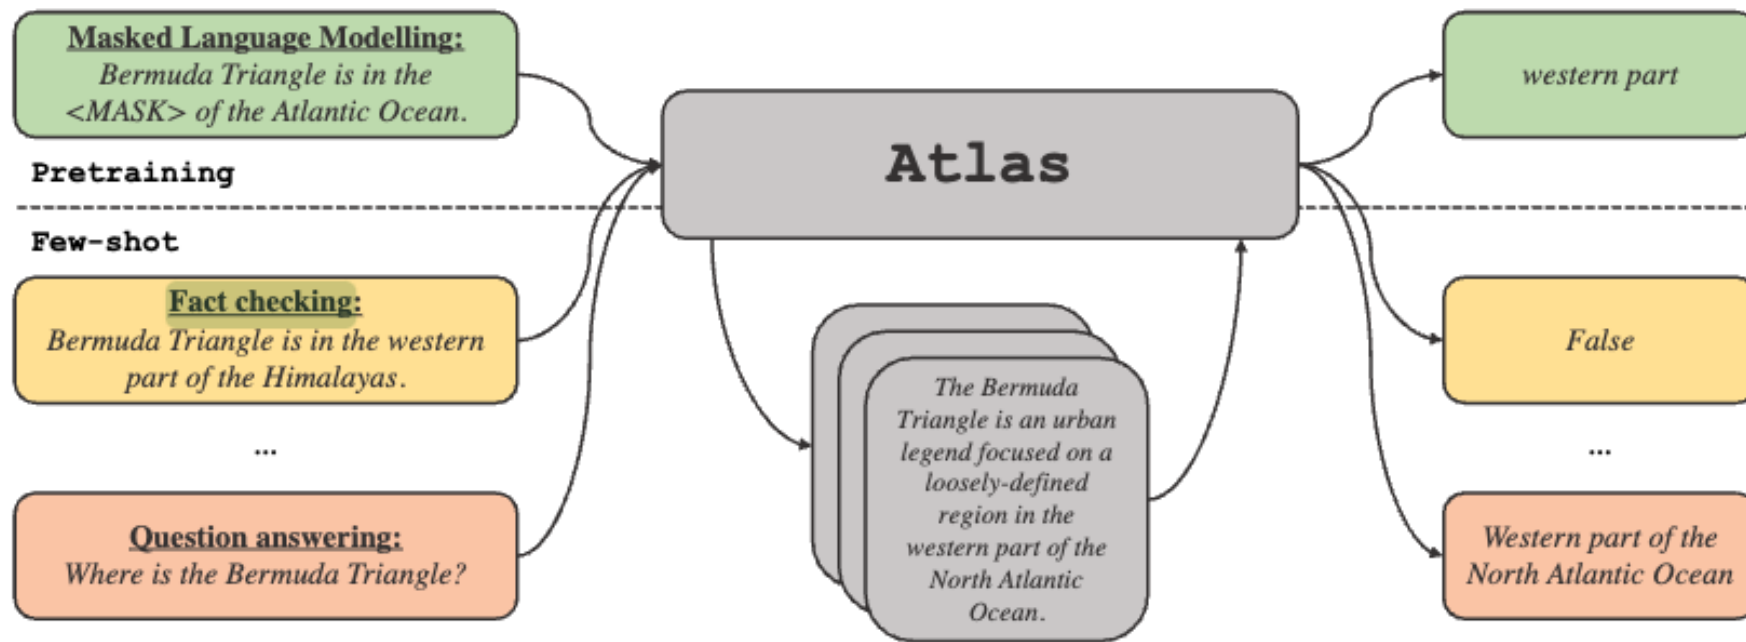 Masked Language Modelling:
Bermuda Triangle is in the
<MASK> of the Atlantic Ocean.
Pretraining
Few-shot
Fact checking:
Bermuda Triangle is in the western
part of the Himalayas.
...
Question answering:
Where is the Bermuda Triangle?
Atlas
The Bermuda
Triangle is an urban
legend focused on a
loosely-defined
region in the
western part of the
North Atlantic
Ocean.
western part
False
...
Western part of the
North Atlantic Ocean